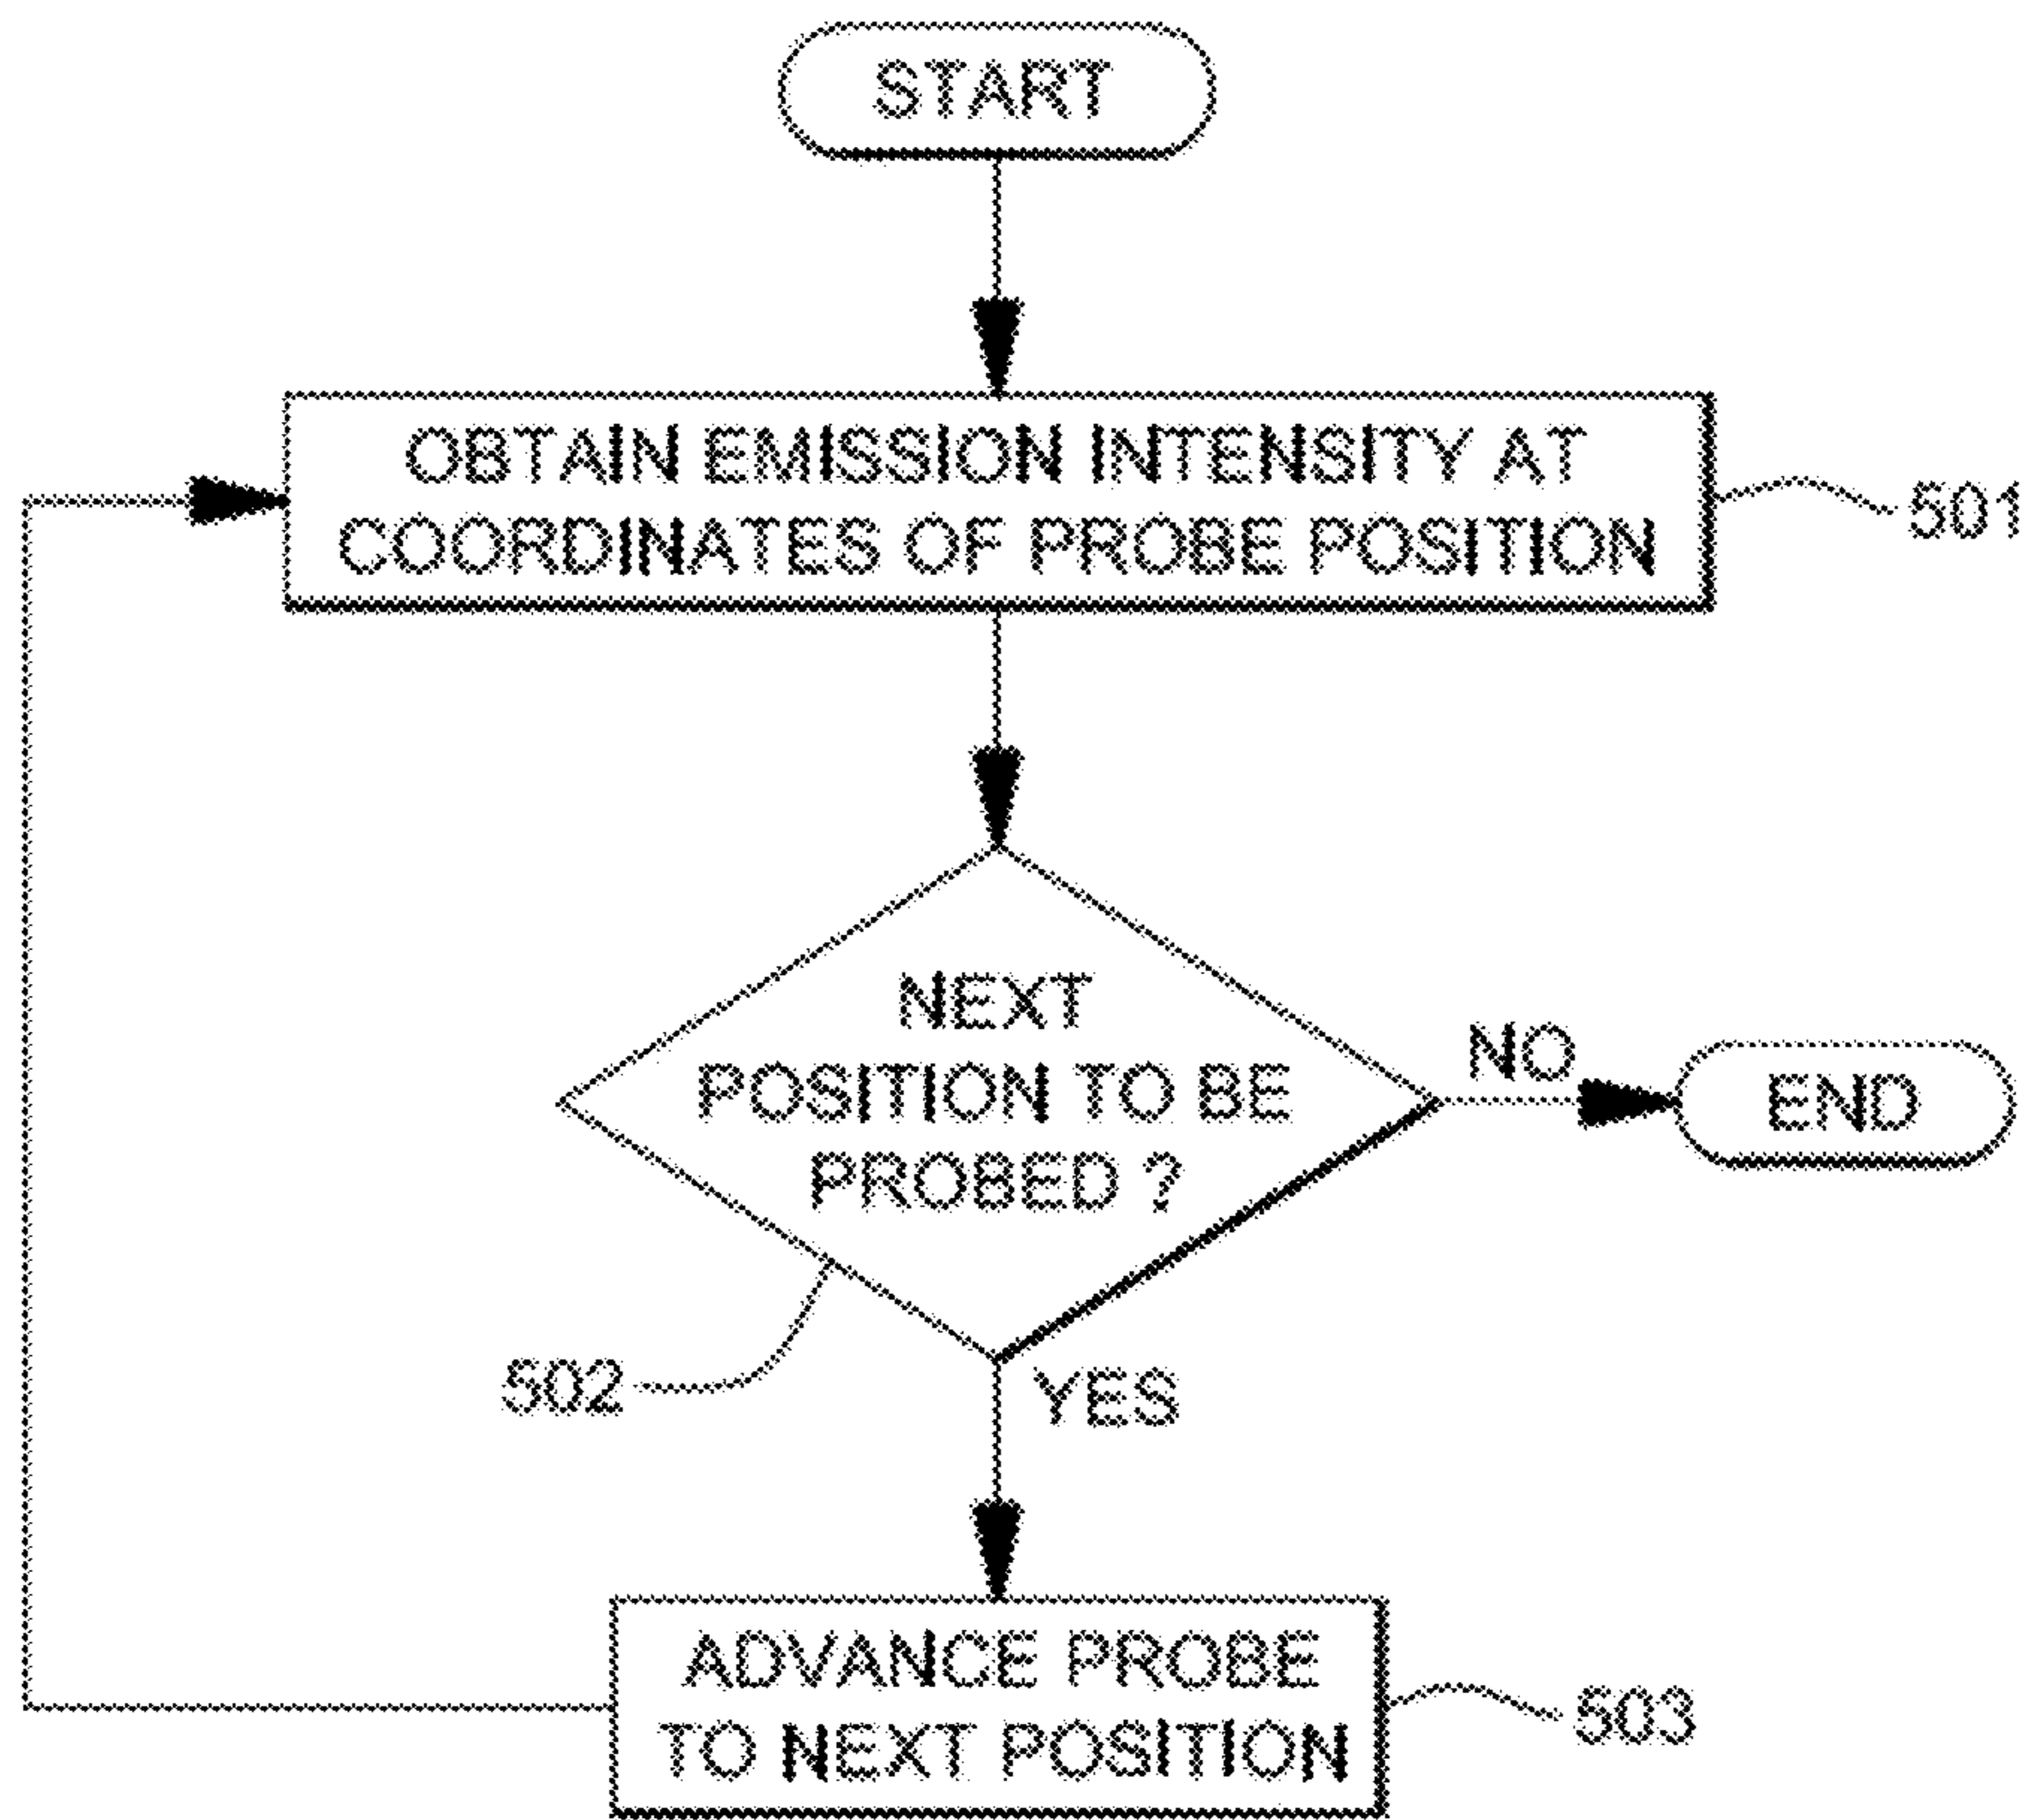 START
OBTAIN EMISSION INTENSITY AT
COORDINATES OF PROBE POSITION
501
NEXT
POSITION TO BE
PROBED ?
NO
END
502
YES
ADVANCE PROBE
TO NEXT POSITION
503